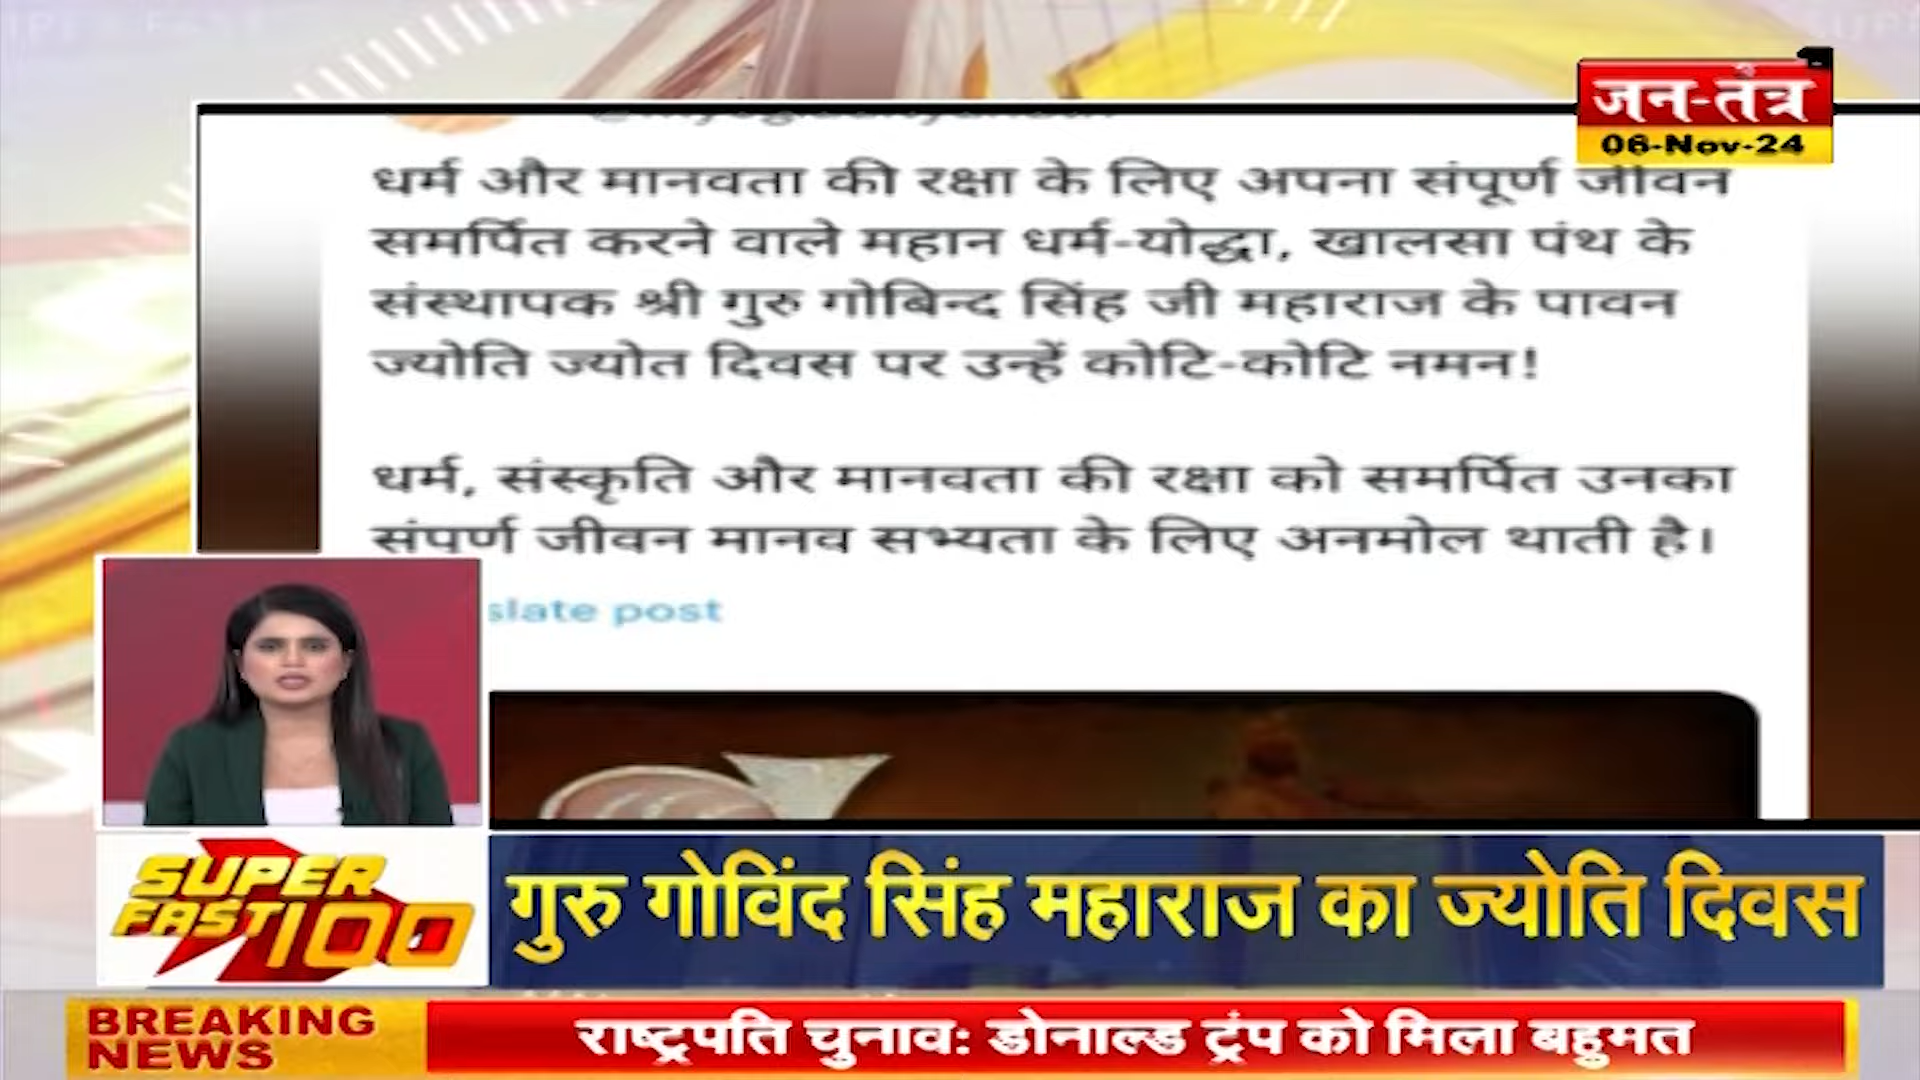 जन-तंत्र
06-Nov-24
धर्म और मानवता की रक्षा के लिए अपना संपूर्ण जीवन
समर्पित करने वाले महान धर्म-योद्धा, खालसा पंथ के
संस्थापक श्री गुरु गोबिन्द सिंह जी महाराज के पावन
ज्योति ज्योत दिवस पर उन्हें कोटि-कोटि नमन!
धर्म, संस्कृति और मानवता की रक्षा को समर्पित उनका
संपूर्ण जीवन मानव सभ्यता के लिए अनमोल थाती है।
slate post
SUPER
FAST 100
गुरु गोविंद सिंह महाराज का ज्योति दिवस
BREAKING
NEWS
राष्ट्रपति चुनाव: डोनाल्ड ट्रंप को मिला बहुमत